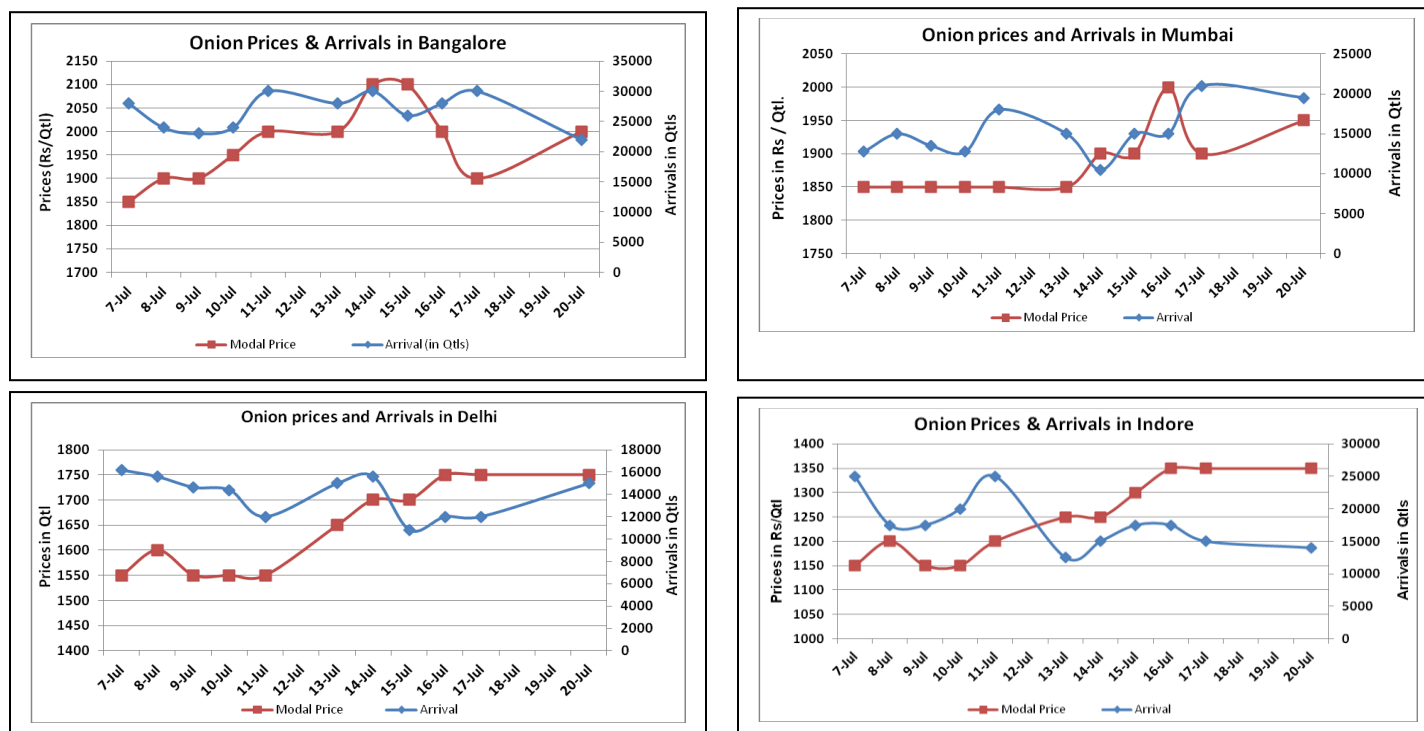 Onion Prices & Arrivals in Bangalore
Prices (Rs/Qtl)
2150
2100
2050
2000
1950
1900
1850
1800
1750
1700
35000
30000
25000
20000
15000
10000
5000
0
Arrivals in Qtls
7-Jul
8-Jul
9-Jul
10-Jul
11-Jul
13-Jul
14-Jul
15-Jul
16-Jul
17-Jul
18-Jul
19-Jul
20-Jul
Modal Price
Arrival (in Qtls)
Onion prices and Arrivals in Mumbai
Prices in Rs / Qtl.
2050
2000
1950
1900
1850
1800
1750
25000
20000
15000
10000
5000
0
Arrivals in Qtls
7-Jul
8-Jul
9-Jul
10-Jul
11-Jul
13-Jul
14-Jul
15-Jul
16-Jul
17-Jul
18-Jul
19-Jul
20-Jul
Modal Price
Arrival
Onion prices and Arrivals in Delhi
Prices in Qtl
1800
1750
1700
1650
1600
1550
1500
1450
1400
18000
16000
14000
12000
10000
8000
6000
4000
2000
0
Arrivals in Qtls
7-Jul
8-Jul
9-Jul
10-Jul
11-Jul
13-Jul
14-Jul
15-Jul
16-Jul
17-Jul
18-Jul
19-Jul
20-Jul
Modal Price
Arrival
Onion Prices & Arrivals in Indore
Prices in Rs/Qtl
1400
1350
1300
1250
1200
1150
1100
1050
1000
30000
25000
20000
15000
10000
5000
0
Arrivals in Qtls
7-Jul
8-Jul
9-Jul
10-Jul
11-Jul
13-Jul
14-Jul
15-Jul
16-Jul
17-Jul
18-Jul
19-Jul
20-Jul
Modal Price
Arrival